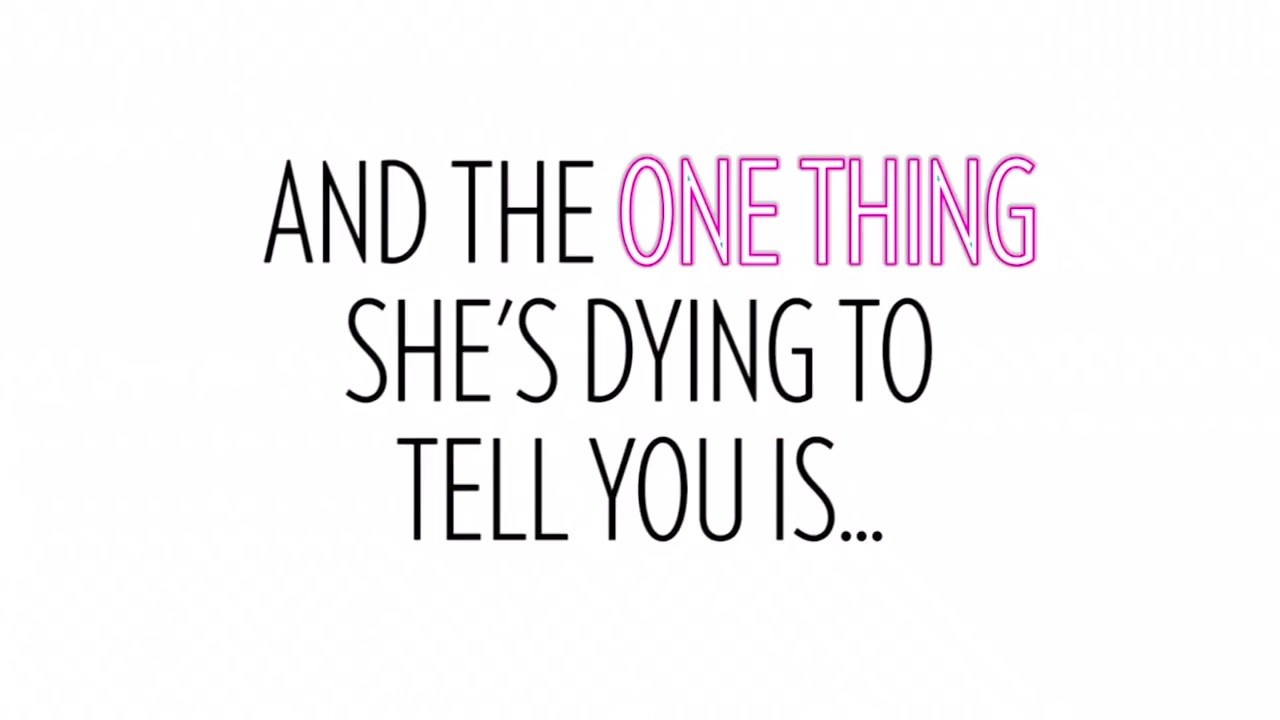 AND THE ONE THING
SHE'S DYING TO
TELL YOU IS...